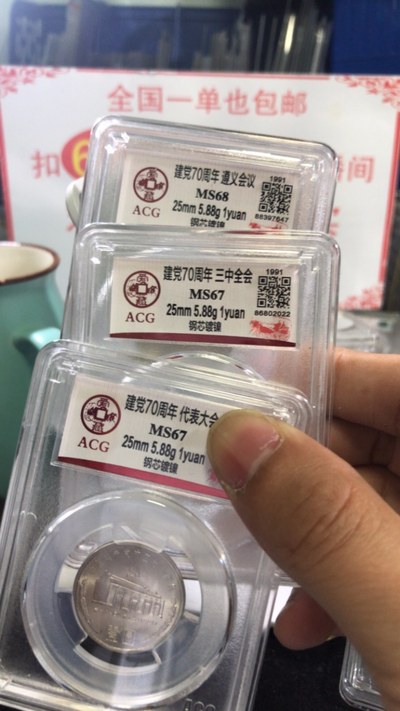 全国一单也包邮
扣6
间
建党70周年 遵义会议
1991
MS68
ACG
25mm 5.88g 1yuan
88397647
钢芯镀镍
建党70周年 三中全会
1991
MS67
ACG
25mm 5.88g 1yuan
86802022
钢芯镀镍
建党70周年 代表大会
MS67
ACG
25mm 5.88g 1yuan
钢芯镀镍